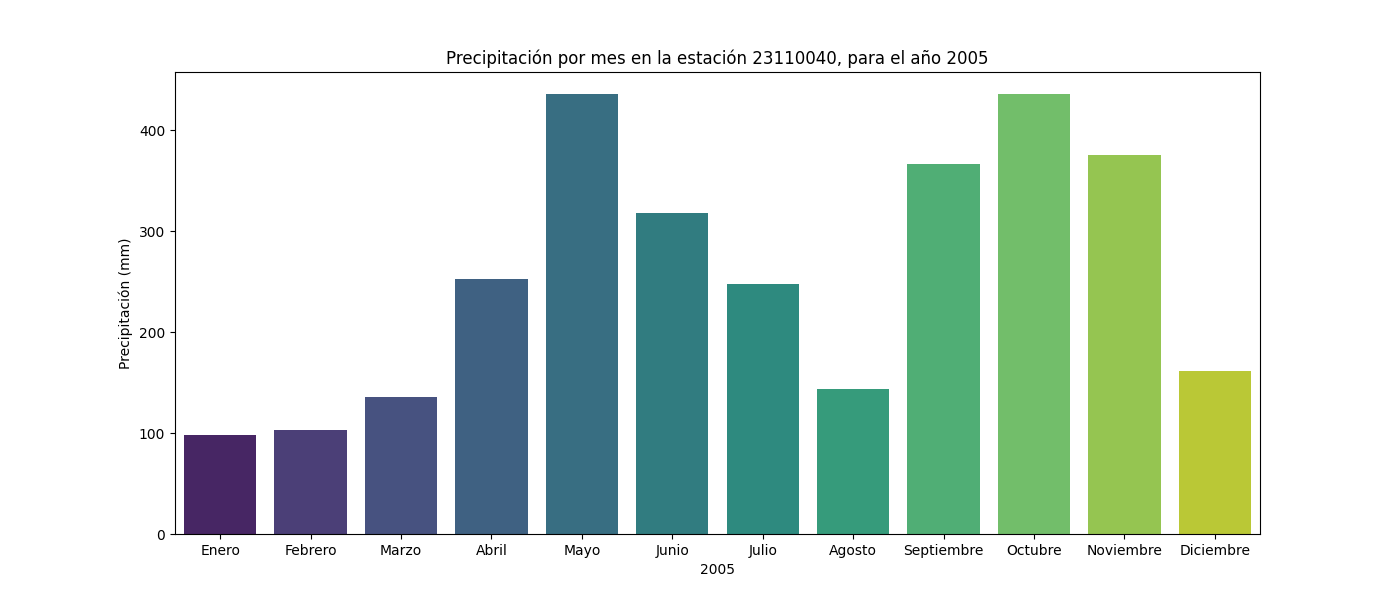 Precipitación por mes en la estación 23110040, para el año 2005
Precipitación (mm)
400
300
200
100
0
Enero Febrero Marzo Abril Mayo Junio Julio Agosto Septiembre Octubre Noviembre Diciembre
2005